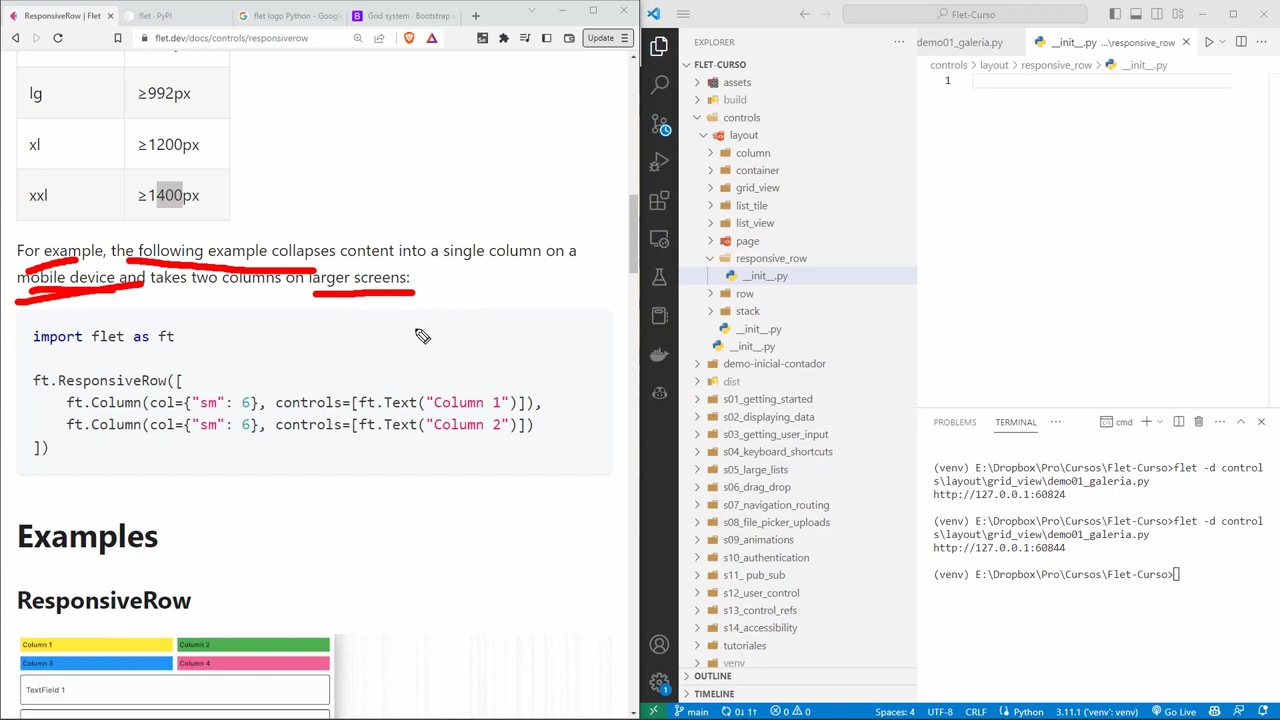 ResponsiveRow | Flet
flet · PyPI
flet logo Python - Goog
Grid system · Bootstrap v
flet.dev/docs/controls/responsiverow
Update
lg ≥992px
xl ≥1200px
xxl ≥1400px
For example, the following example collapses content into a single column on a
mobile device and takes two columns on larger screens:
import flet as ft
ft.ResponsiveRow([
ft.Column(col={"sm": 6}, controls=[ft.Text("Column 1")]),
ft.Column(col={"sm": 6}, controls=[ft.Text("Column 2")])
])
Examples
ResponsiveRow
Column 1 Column 2
Column 3 Column 4
TextField 1
Flet-Curso
EXPLORER
FLET-CURSO
assets
build
controls
layout
column
container
grid_view
list_tile
list_view
page
responsive_row
__init__.py
row
stack
__init__.py
__init__.py
demo-inicial-contador
dist
s01_getting_started
s02_displaying_data
s03_getting_user_input
s04_keyboard_shortcuts
s05_large_lists
s06_drag_drop
s07_navigation_routing
s08_file_picker_uploads
s09_animations
s10_authentication
s11_ pub_sub
s12_user_control
s13_control_refs
s14_accessibility
tutoriales
venv
OUTLINE
TIMELINE
demo01_galeria.py
__init__.py ...\responsive_row
controls > layout > responsive_row > __init__.py
1
PROBLEMS TERMINAL cmd
(venv) E:\Dropbox\Pro\Cursos\Flet-Curso>flet -d control
s\layout\grid_view\demo01_galeria.py
http://127.0.0.1:60824
(venv) E:\Dropbox\Pro\Cursos\Flet-Curso>flet -d control
s\layout\grid_view\demo01_galeria.py
http://127.0.0.1:60844
(venv) E:\Dropbox\Pro\Cursos\Flet-Curso>
1
main 0↓ 1↑ 0 0 Spaces: 4 UTF-8 CRLF Python 3.11.1 ('venv': venv) Go Live